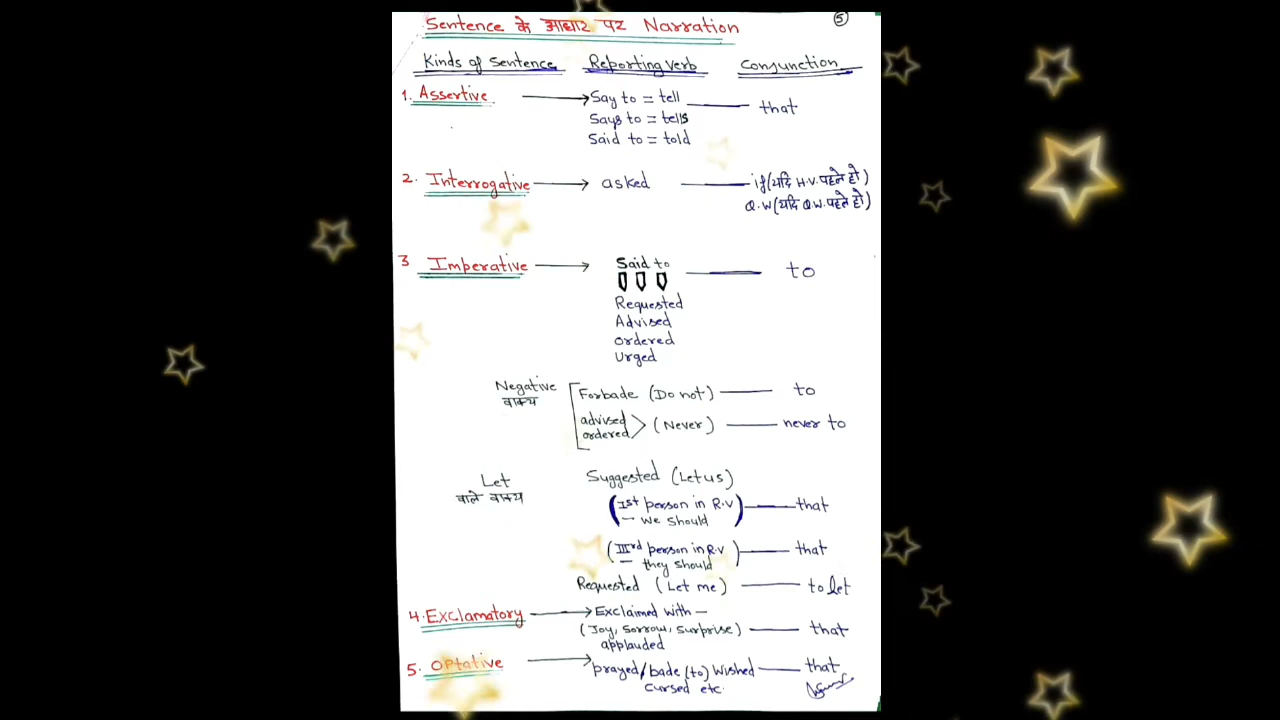 5
Sentence के आधार पर Narration
Kinds of Sentence Reporting verb Conjunction
1. Assertive Say to = tell that
Says to = tells
Said to = told
2. Interrogative asked if (यदि H.V. पहले हो)
Q.W (यदि Q.W. पहले हो)
3 Imperative Said to to
Requested
Advised
ordered
Urged
Negative वाक्य Forbade (Do not) to
advised ordered (Never) never to
Let वाले वाक्य Suggested (Let us)
(Ist person in R.V that
- we should)
(IIIrd person in R.V that
they should)
Requested (Let me) to let
4. Exclamatory Exclaimed with —
(Joy, sorrow, surprise) that
applauded
5. Optative prayed/bade (to) wished that
cursed etc.